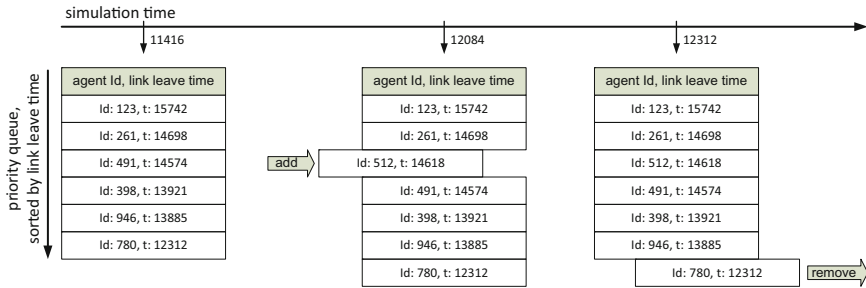 simulation time
11416
12084
12312
priority queue,
sorted by link leave time
agent Id, link leave time
Id: 123, t: 15742
Id: 261, t: 14698
Id: 491, t: 14574
Id: 398, t: 13921
Id: 946, t: 13885
Id: 780, t: 12312
agent Id, link leave time
Id: 123, t: 15742
Id: 261, t: 14698
add
Id: 512, t: 14618
Id: 491, t: 14574
Id: 398, t: 13921
Id: 946, t: 13885
Id: 780, t: 12312
agent Id, link leave time
Id: 123, t: 15742
Id: 261, t: 14698
Id: 512, t: 14618
Id: 491, t: 14574
Id: 398, t: 13921
Id: 946, t: 13885
Id: 780, t: 12312
remove